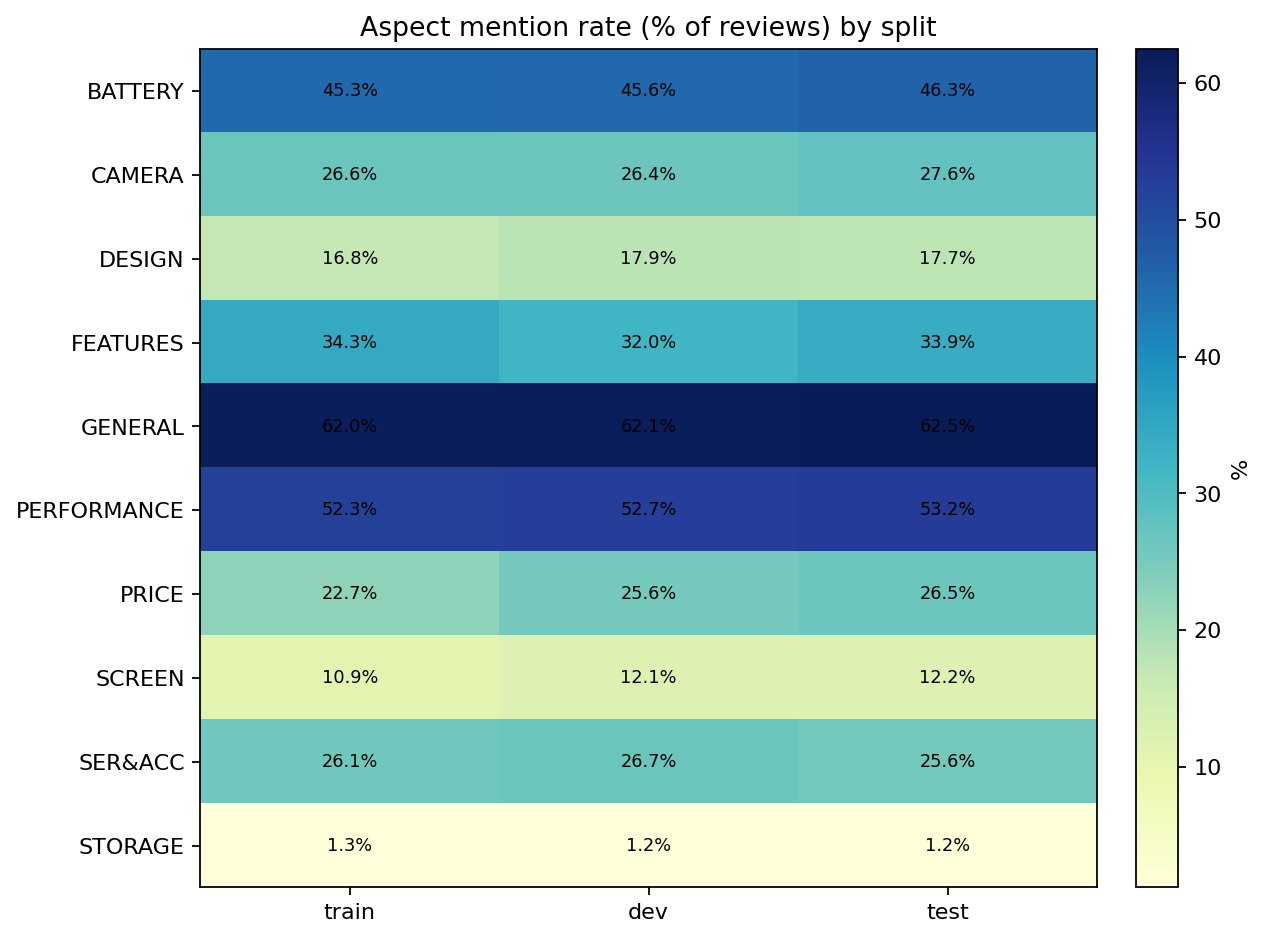 Aspect mention rate (% of reviews) by split
BATTERY 45.3% 45.6% 46.3%
CAMERA 26.6% 26.4% 27.6%
DESIGN 16.8% 17.9% 17.7%
FEATURES 34.3% 32.0% 33.9%
GENERAL 62.0% 62.1% 62.5%
PERFORMANCE 52.3% 52.7% 53.2%
PRICE 22.7% 25.6% 26.5%
SCREEN 10.9% 12.1% 12.2%
SER&ACC 26.1% 26.7% 25.6%
STORAGE 1.3% 1.2% 1.2%
train dev test
60
50
40
30
20
10
%